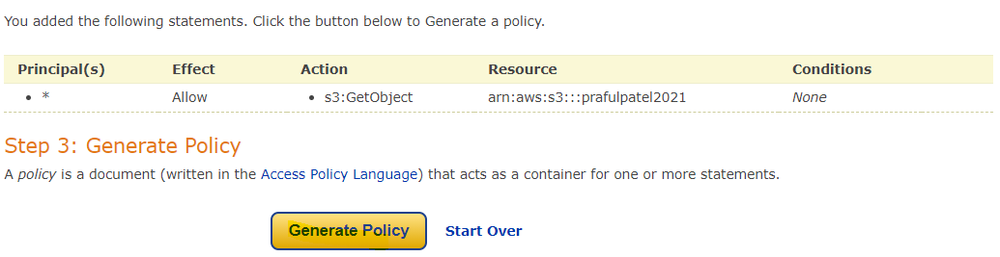 You added the following statements. Click the button below to Generate a policy.
Principal(s) Effect Action Resource Conditions
• * Allow • s3:GetObject arn:aws:s3:::prafulpatel2021 None
Step 3: Generate Policy
A policy is a document (written in the Access Policy Language) that acts as a container for one or more statements.
Generate Policy Start Over